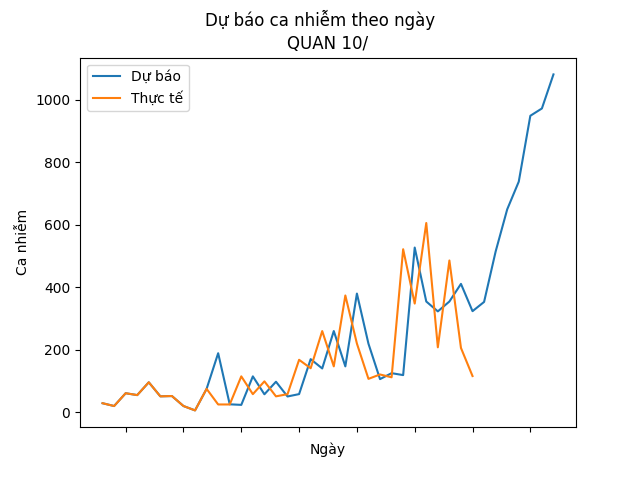 Dự báo ca nhiễm theo ngày
QUAN 10/
Dự báo
Thực tế
1000
800
600
400
200
0
Ca nhiễm
Ngày